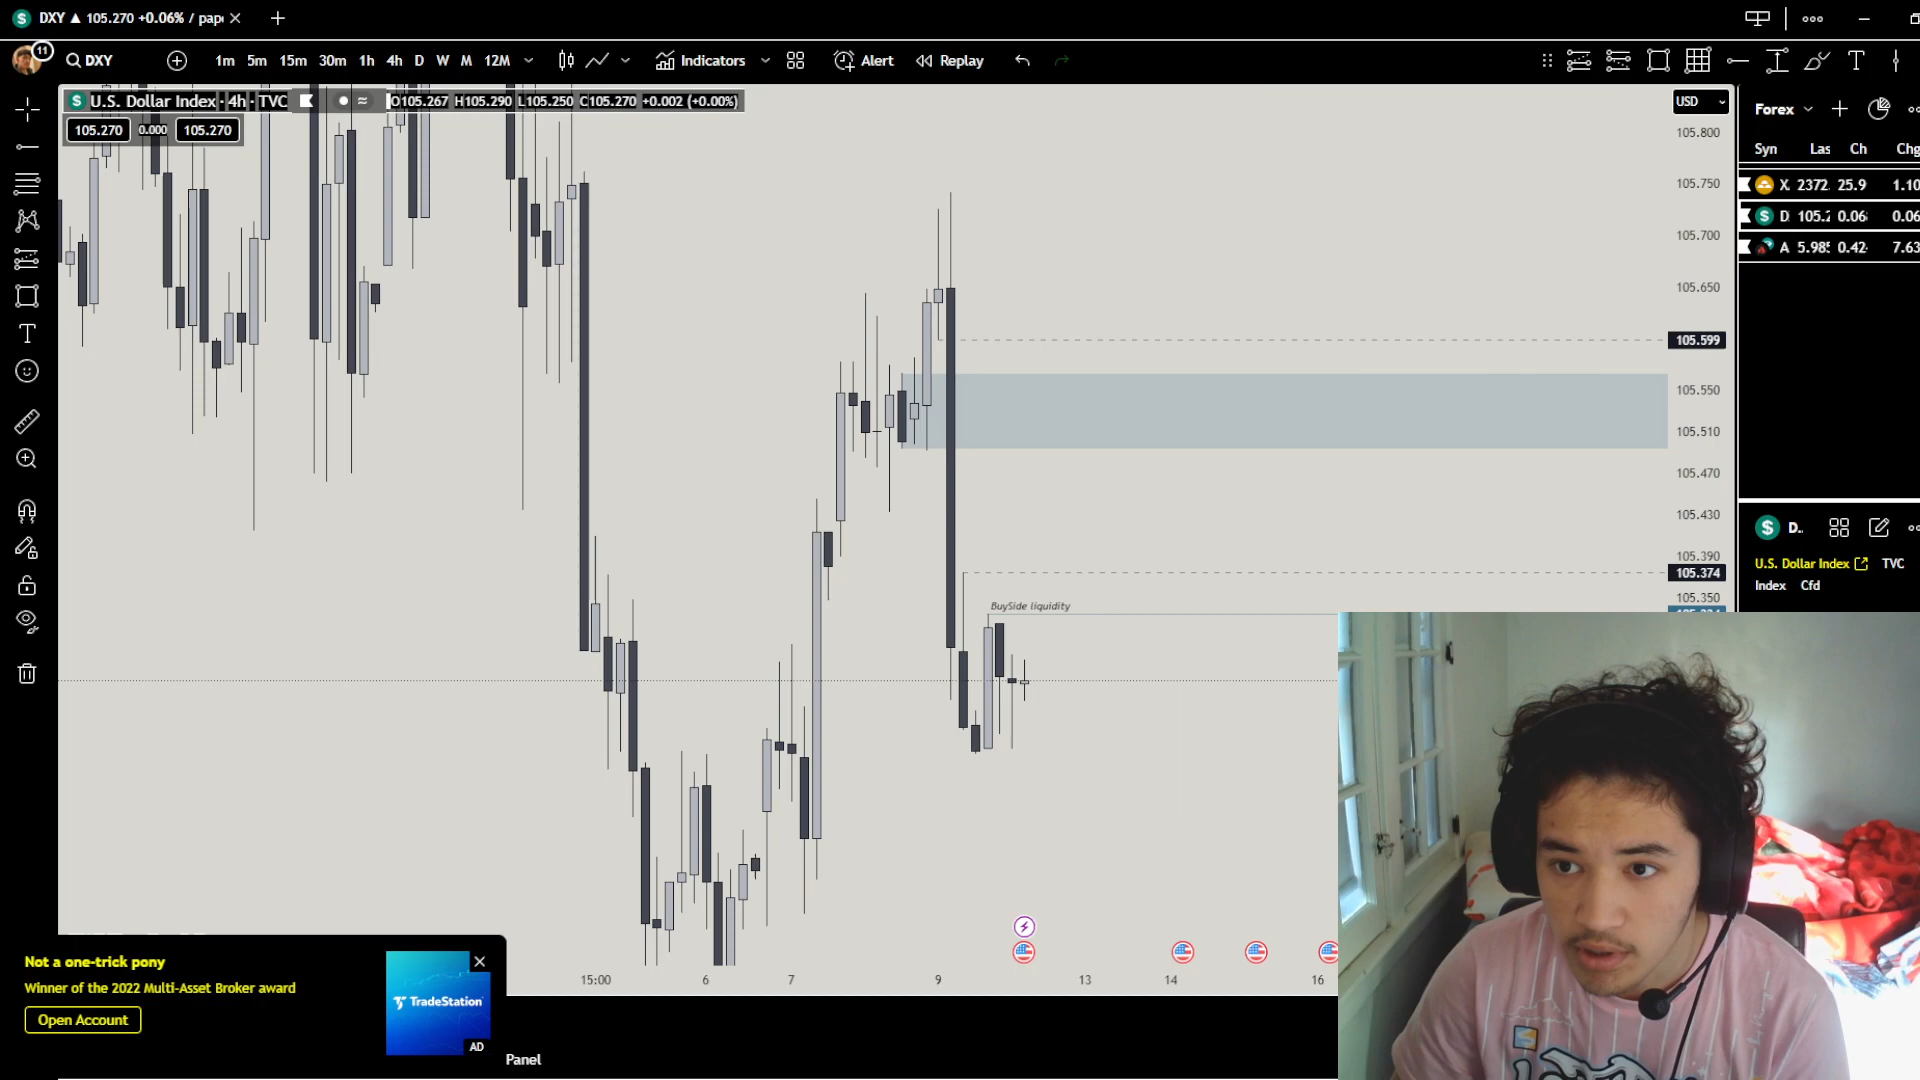 DXY ▲ 105.270 +0.06% / pap
11
DXY
1m 5m 15m 30m 1h 4h D W M 12M
Indicators
Alert
Replay
U.S. Dollar Index · 4h · TVC
O105.267 H105.290 L105.250 C105.270 +0.002 (+0.00%)
105.270 0.000 105.270
USD
105.800
105.750
105.700
105.650
105.599
105.550
105.510
105.470
105.430
105.390
105.374
105.350
BuySide liquidity
Forex
Syn Las Ch Chg
X 2372. 25.9 1.10
D 105.2 0.06 0.06
A 5.985 0.42 7.63
D..
U.S. Dollar Index TVC
Index Cfd
15:00 6 7 9 13 14 16
Not a one-trick pony
Winner of the 2022 Multi-Asset Broker award
Open Account
TradeStation
AD
Panel